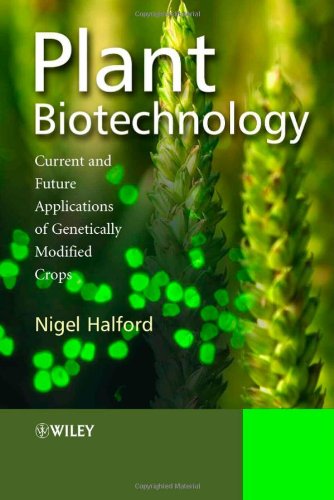 Plant
Biotechnology
Current and
Future
Applications
of Genetically
Modified
Crops
Nigel Halford
WILEY